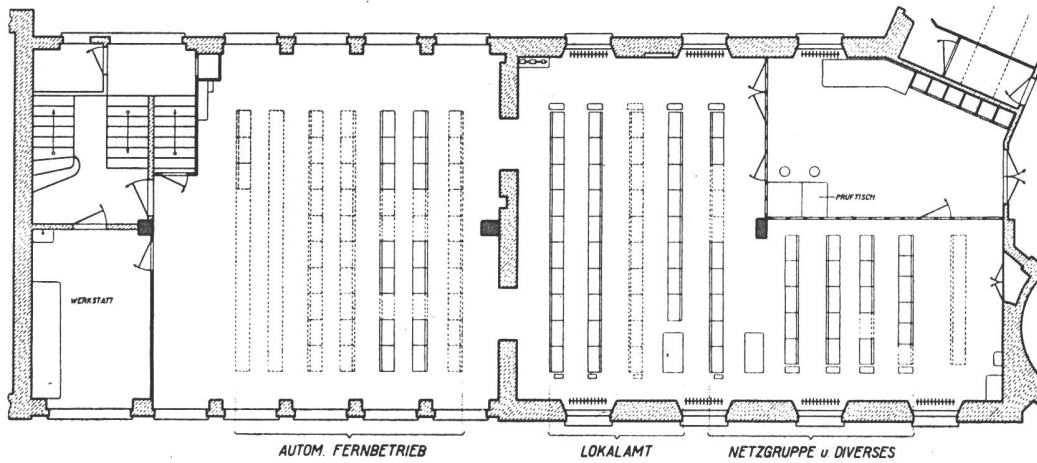 PRÜFTISCH
WERKSTATT
AUTOM. FERNBETRIEB
LOKALAMT
NETZGRUPPE u. DIVERSES